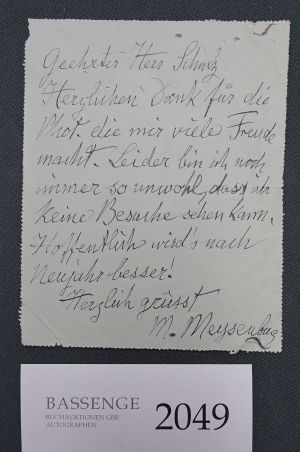 Geehrter Herr Schulz
Herzlichen Dank für die
Phot. die mir viele Freude
macht. Leider bin ich noch
immer so unwohl, dass ich
keine Besuche sehen kann.
Hoffentlich wird's nach
Neujahr besser!
Herzlich grüsst
M. Meysenbug
BASSENGE
BUCHAUKTIONEN GBR
AUTOGRAPHEN
2049